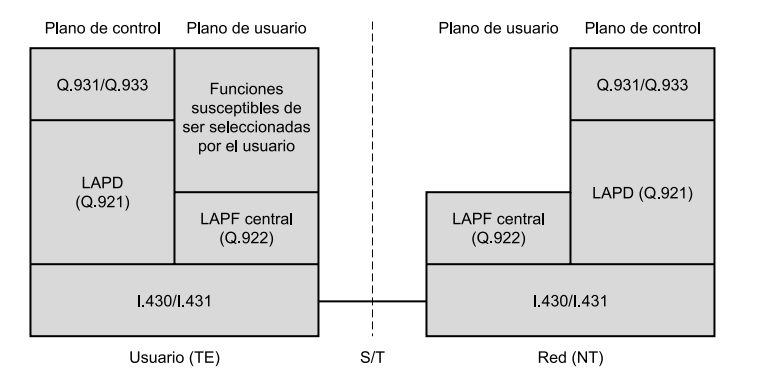 Plano de control Plano de usuario Plano de usuario Plano de control
Q.931/Q.933
Funciones
susceptibles de
ser seleccionadas
por el usuario
Q.931/Q.933
LAPD
(Q.921)
LAPD (Q.921)
LAPF central
(Q.922)
LAPF central
(Q.922)
I.430/I.431
I.430/I.431
Usuario (TE) S/T Red (NT)